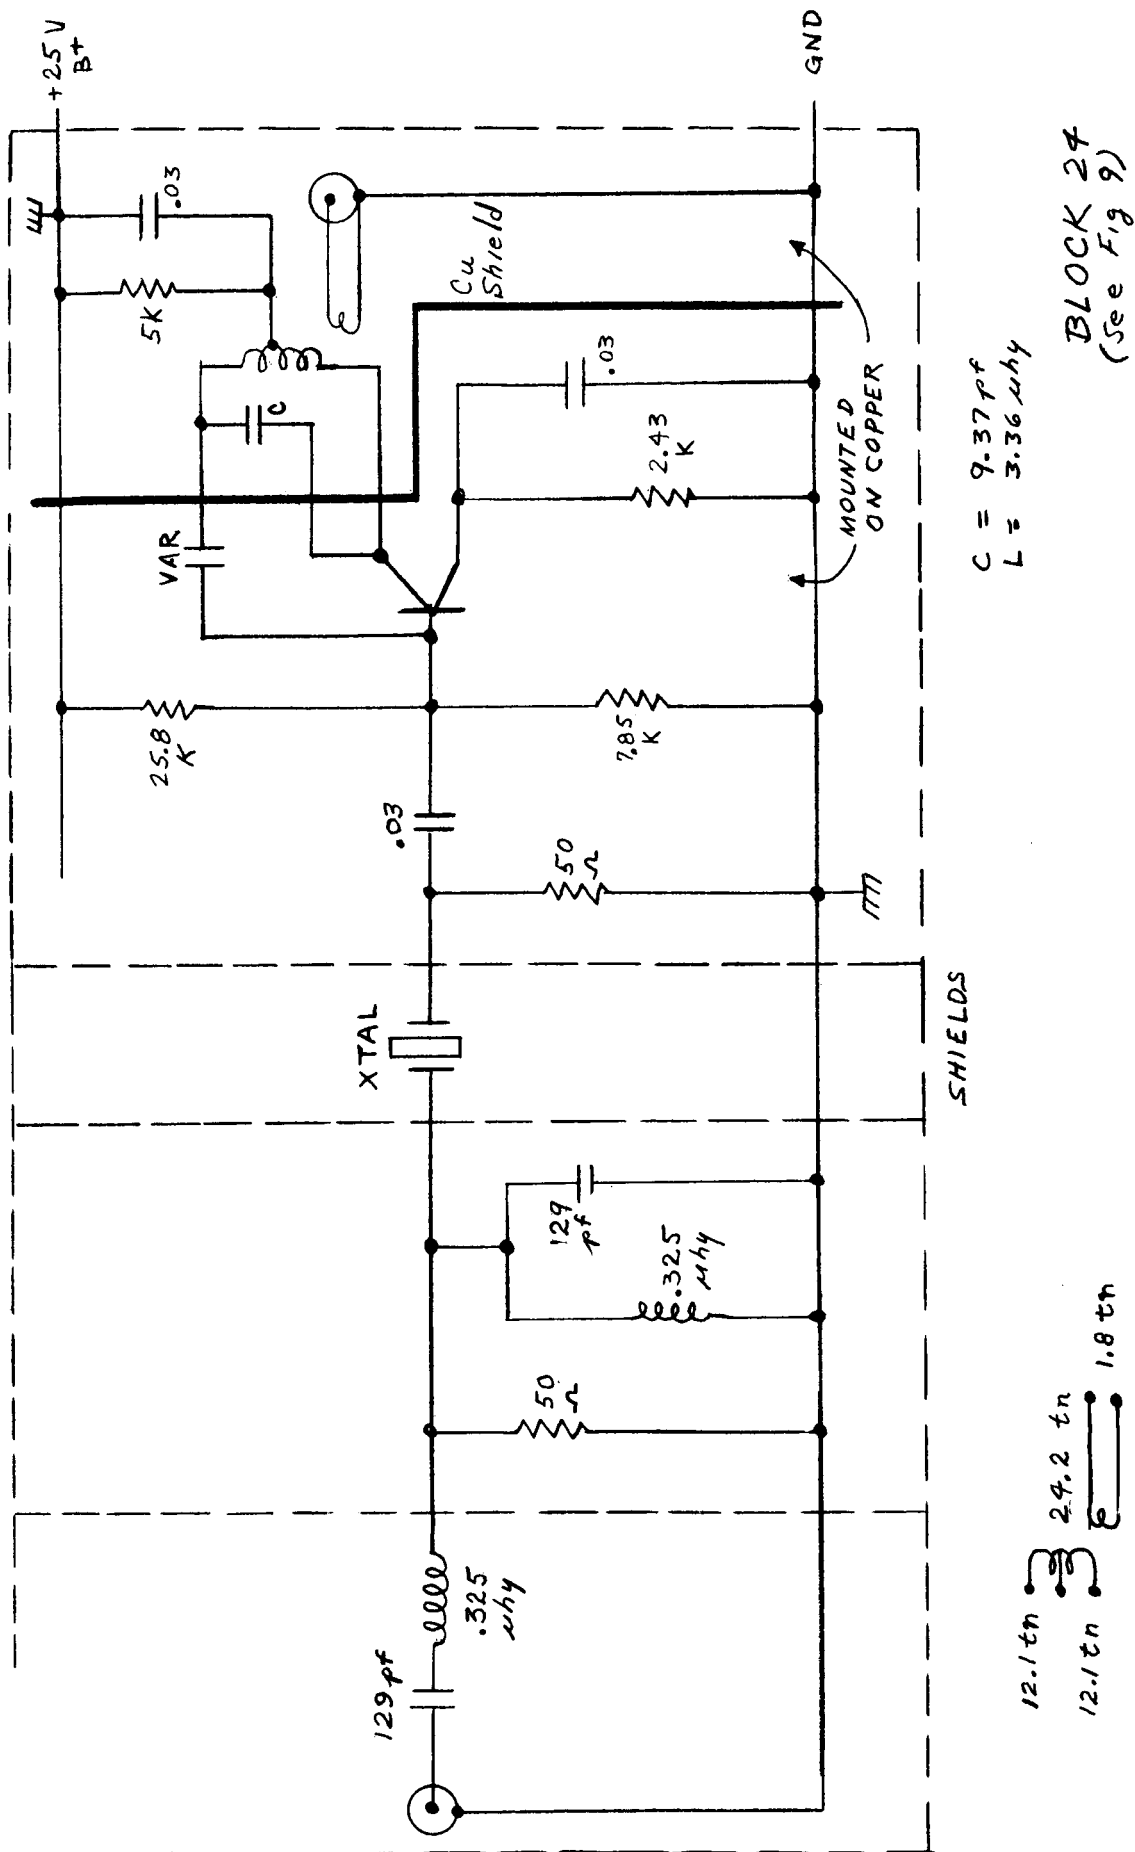 +25 V
B+
.03
5K
C
Cu
Shield
VAR
.03
2.43
K
25.8
K
7.85
K
.03
50
Ω
MOUNTED
ON COPPER
GND
XTAL
SHIELDS
129
pf
.325
μhy
50
Ω
129 pf
.325
μhy
C = 9.37 pf
L = 3.36 μhy
12.1 tn
24.2 tn
12.1 tn
1.8 tn
BLOCK 24
(See Fig 9)